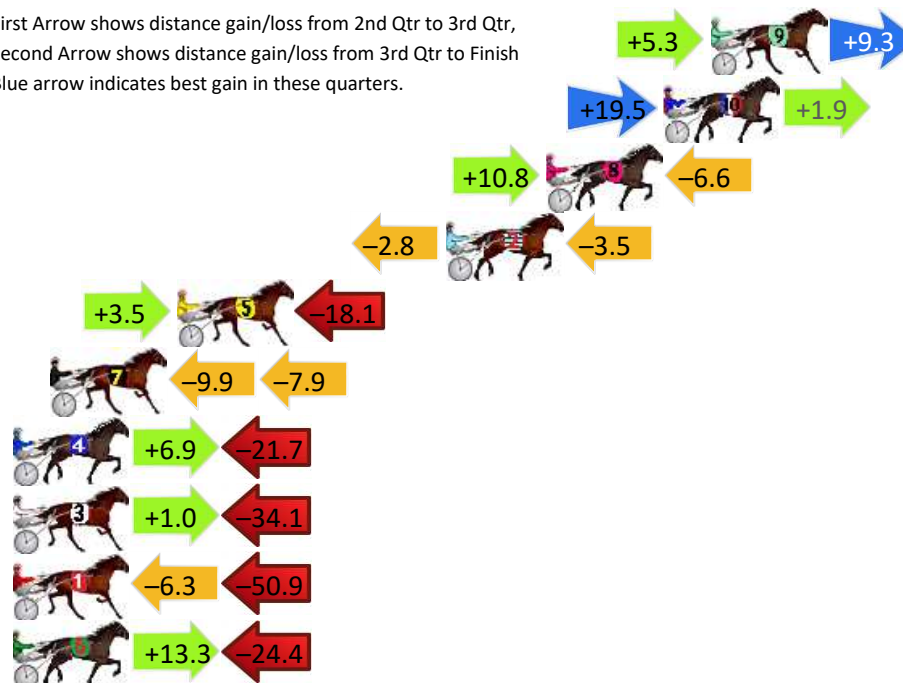 irst Arrow shows distance gain/loss from 2nd Qtr to 3rd Qtr,
econd Arrow shows distance gain/loss from 3rd Qtr to Finish
lue arrow indicates best gain in these quarters.
+5.3 9 +9.3
+19.5 10 +1.9
+10.8 8 –6.6
–2.8 2 –3.5
+3.5 5 –18.1
7 –9.9 –7.9
4 +6.9 –21.7
3 +1.0 –34.1
1 –6.3 –50.9
6 +13.3 –24.4